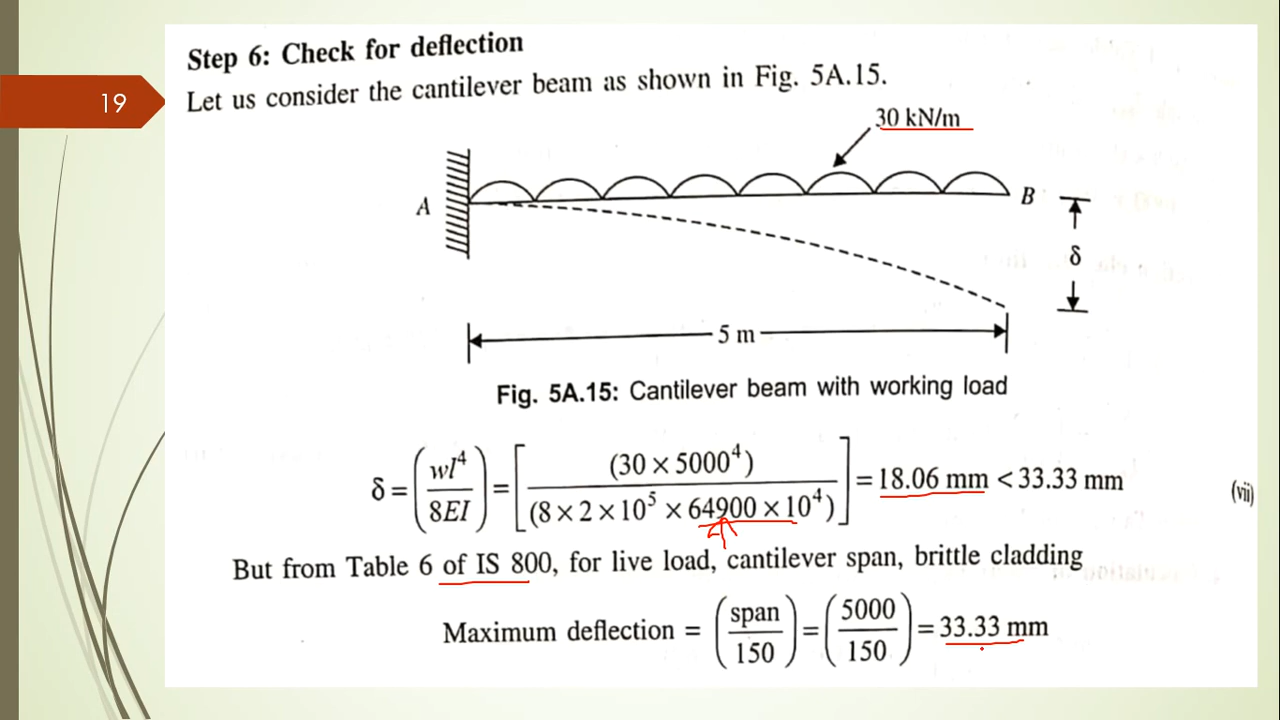 Step 6: Check for deflection
19
Let us consider the cantilever beam as shown in Fig. 5A.15.
30 kN/m
A
B
δ
5 m
Fig. 5A.15: Cantilever beam with working load
δ = (wl⁴/8EI) = [(30 × 5000⁴)/(8 × 2 × 10⁵ × 64900 × 10⁴)] = 18.06 mm < 33.33 mm (vii)
But from Table 6 of IS 800, for live load, cantilever span, brittle cladding
Maximum deflection = (span/150) = (5000/150) = 33.33 mm